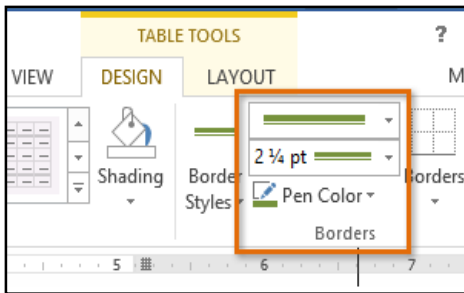 TABLE TOOLS ?
VIEW DESIGN LAYOUT M
2 ¼ pt
Shading Border Styles Pen Color Borders
Borders
5 6 7